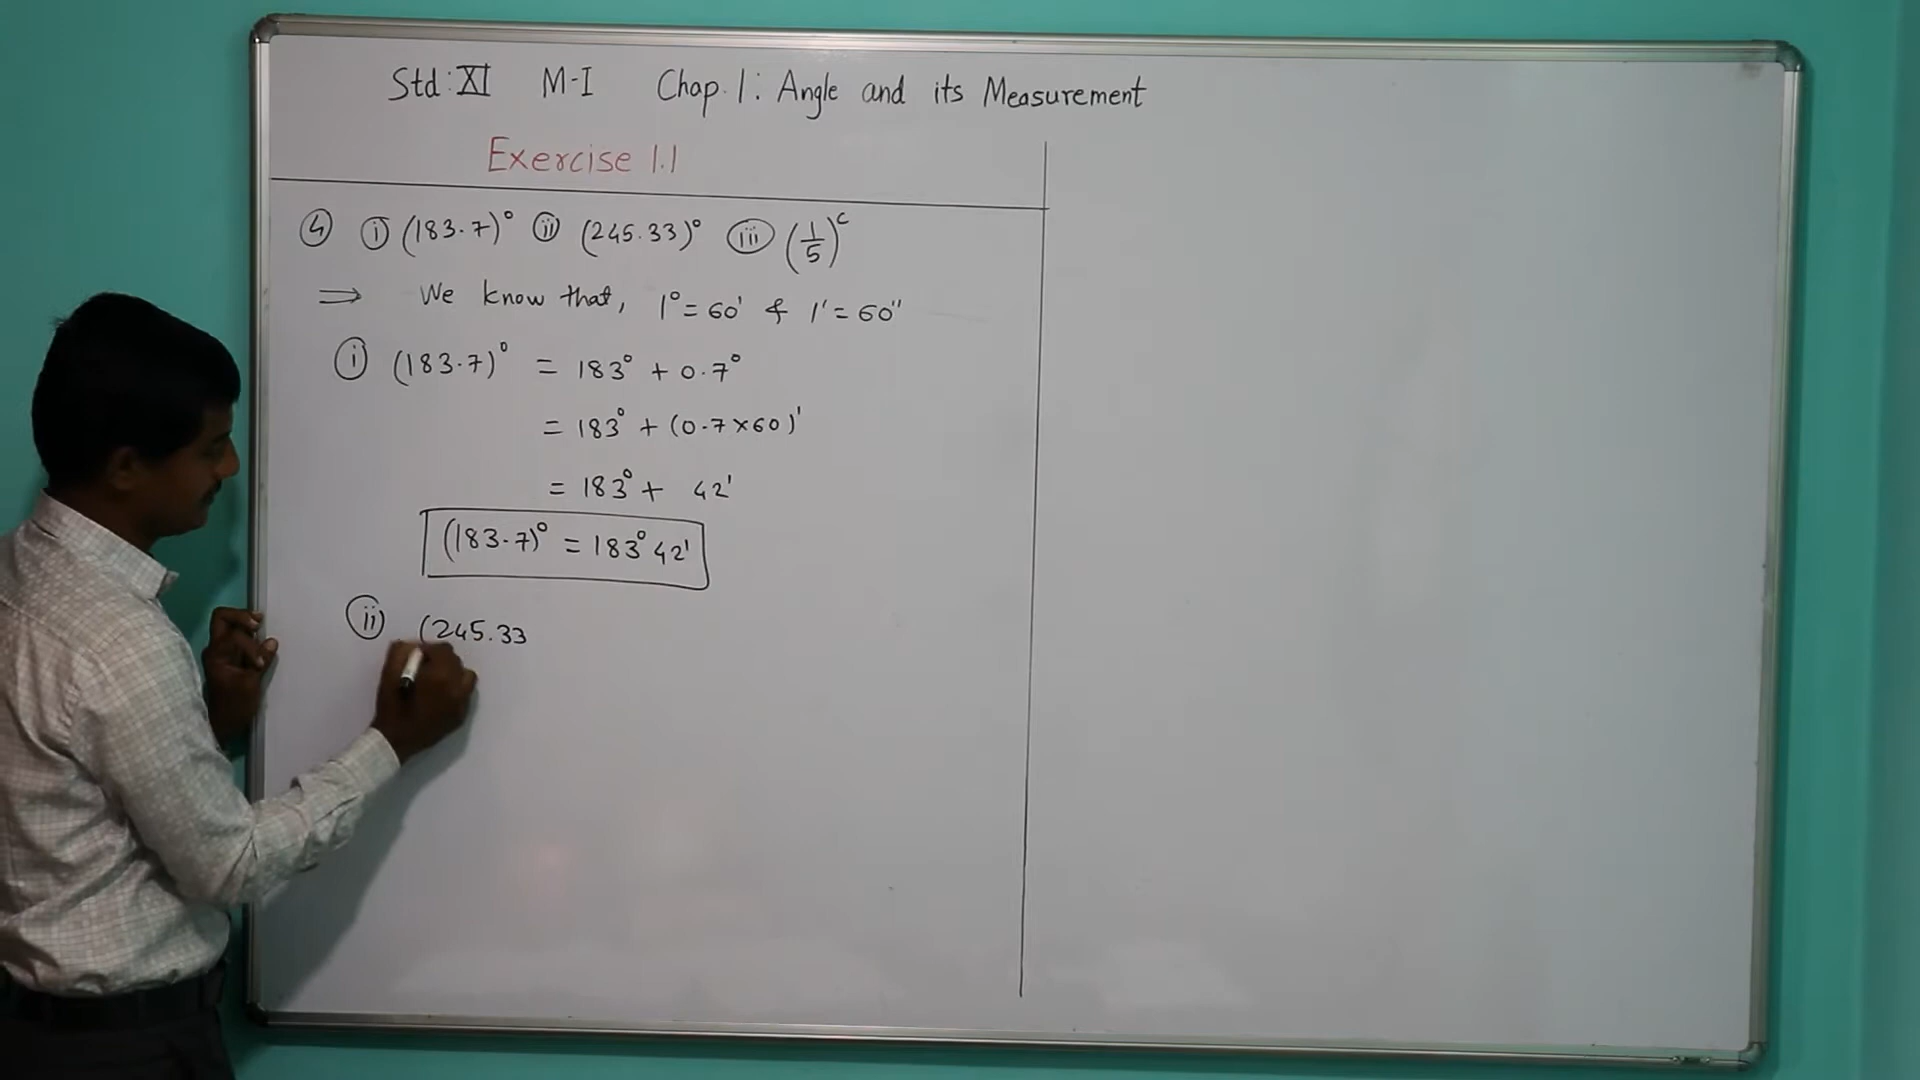 Std: XI M-I Chap. 1: Angle and its Measurement
Exercise 1.1
④ ⓘ (183.7)° ⓘⓘ (245.33)° ⓘⓘⓘ (1/5)ᶜ
⇒ We know that, 1° = 60' & 1' = 60''
ⓘ (183.7)° = 183° + 0.7°
= 183° + (0.7×60)'
= 183° + 42'
(183.7)° = 183° 42'
ⓘⓘ (245.33